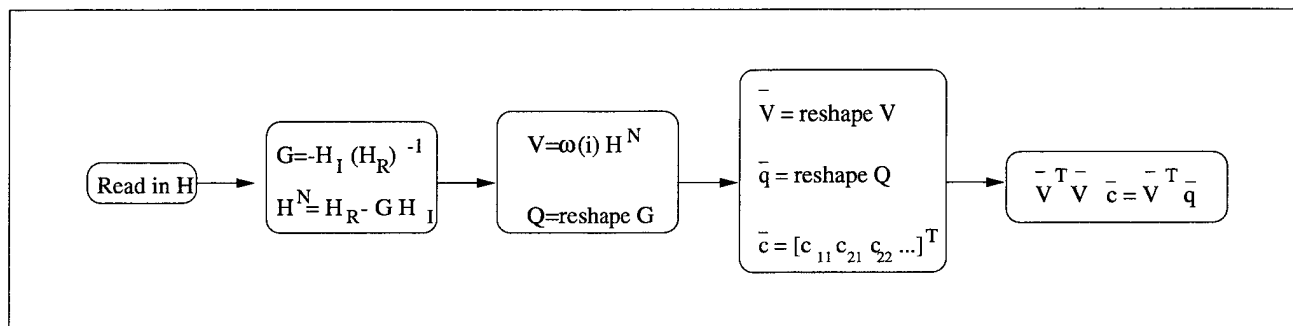 Read in H
G=-H_I (H_R)^-1
H^N = H_R - G H_I
V=ω(i) H^N
Q=reshape G
V̄ = reshape V
q̄ = reshape Q
c̄ = [c_11 c_21 c_22 ...]^T
V̄^T V̄ c̄ = V̄^T q̄